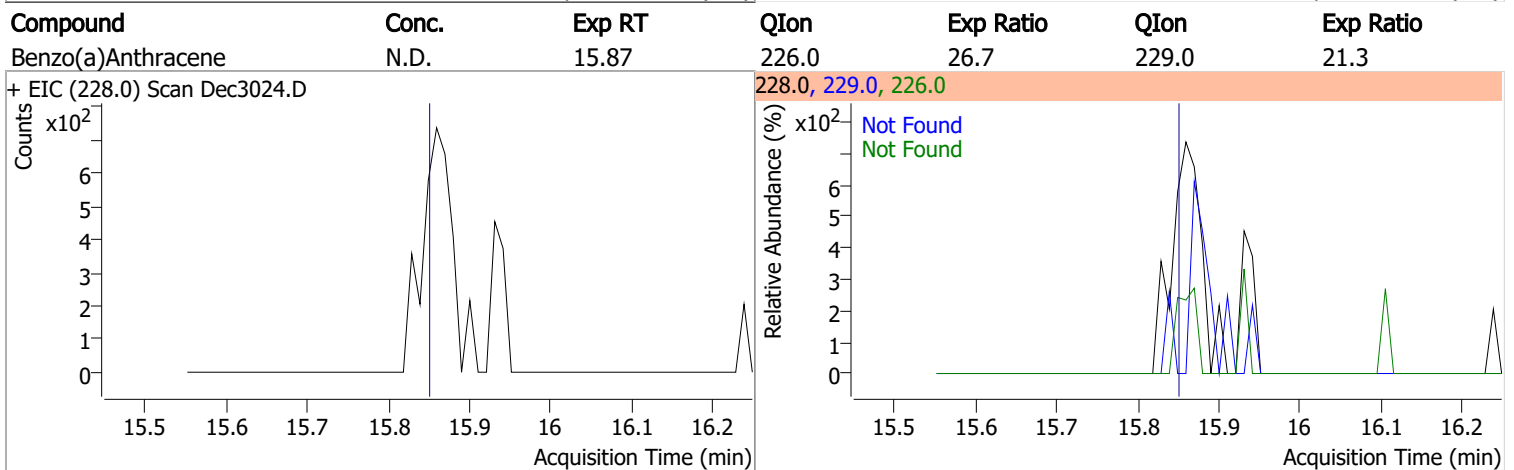 Compound Conc. Exp RT QIon Exp Ratio QIon Exp Ratio
Benzo(a)Anthracene N.D. 15.87 226.0 26.7 229.0 21.3
+ EIC (228.0) Scan Dec3024.D
228.0, 229.0, 226.0
Counts
x10²
6
5
4
3
2
1
0
15.5 15.6 15.7 15.8 15.9 16 16.1 16.2
Acquisition Time (min)
Relative Abundance (%)
x10²
Not Found
Not Found
6
5
4
3
2
1
0
15.5 15.6 15.7 15.8 15.9 16 16.1 16.2
Acquisition Time (min)